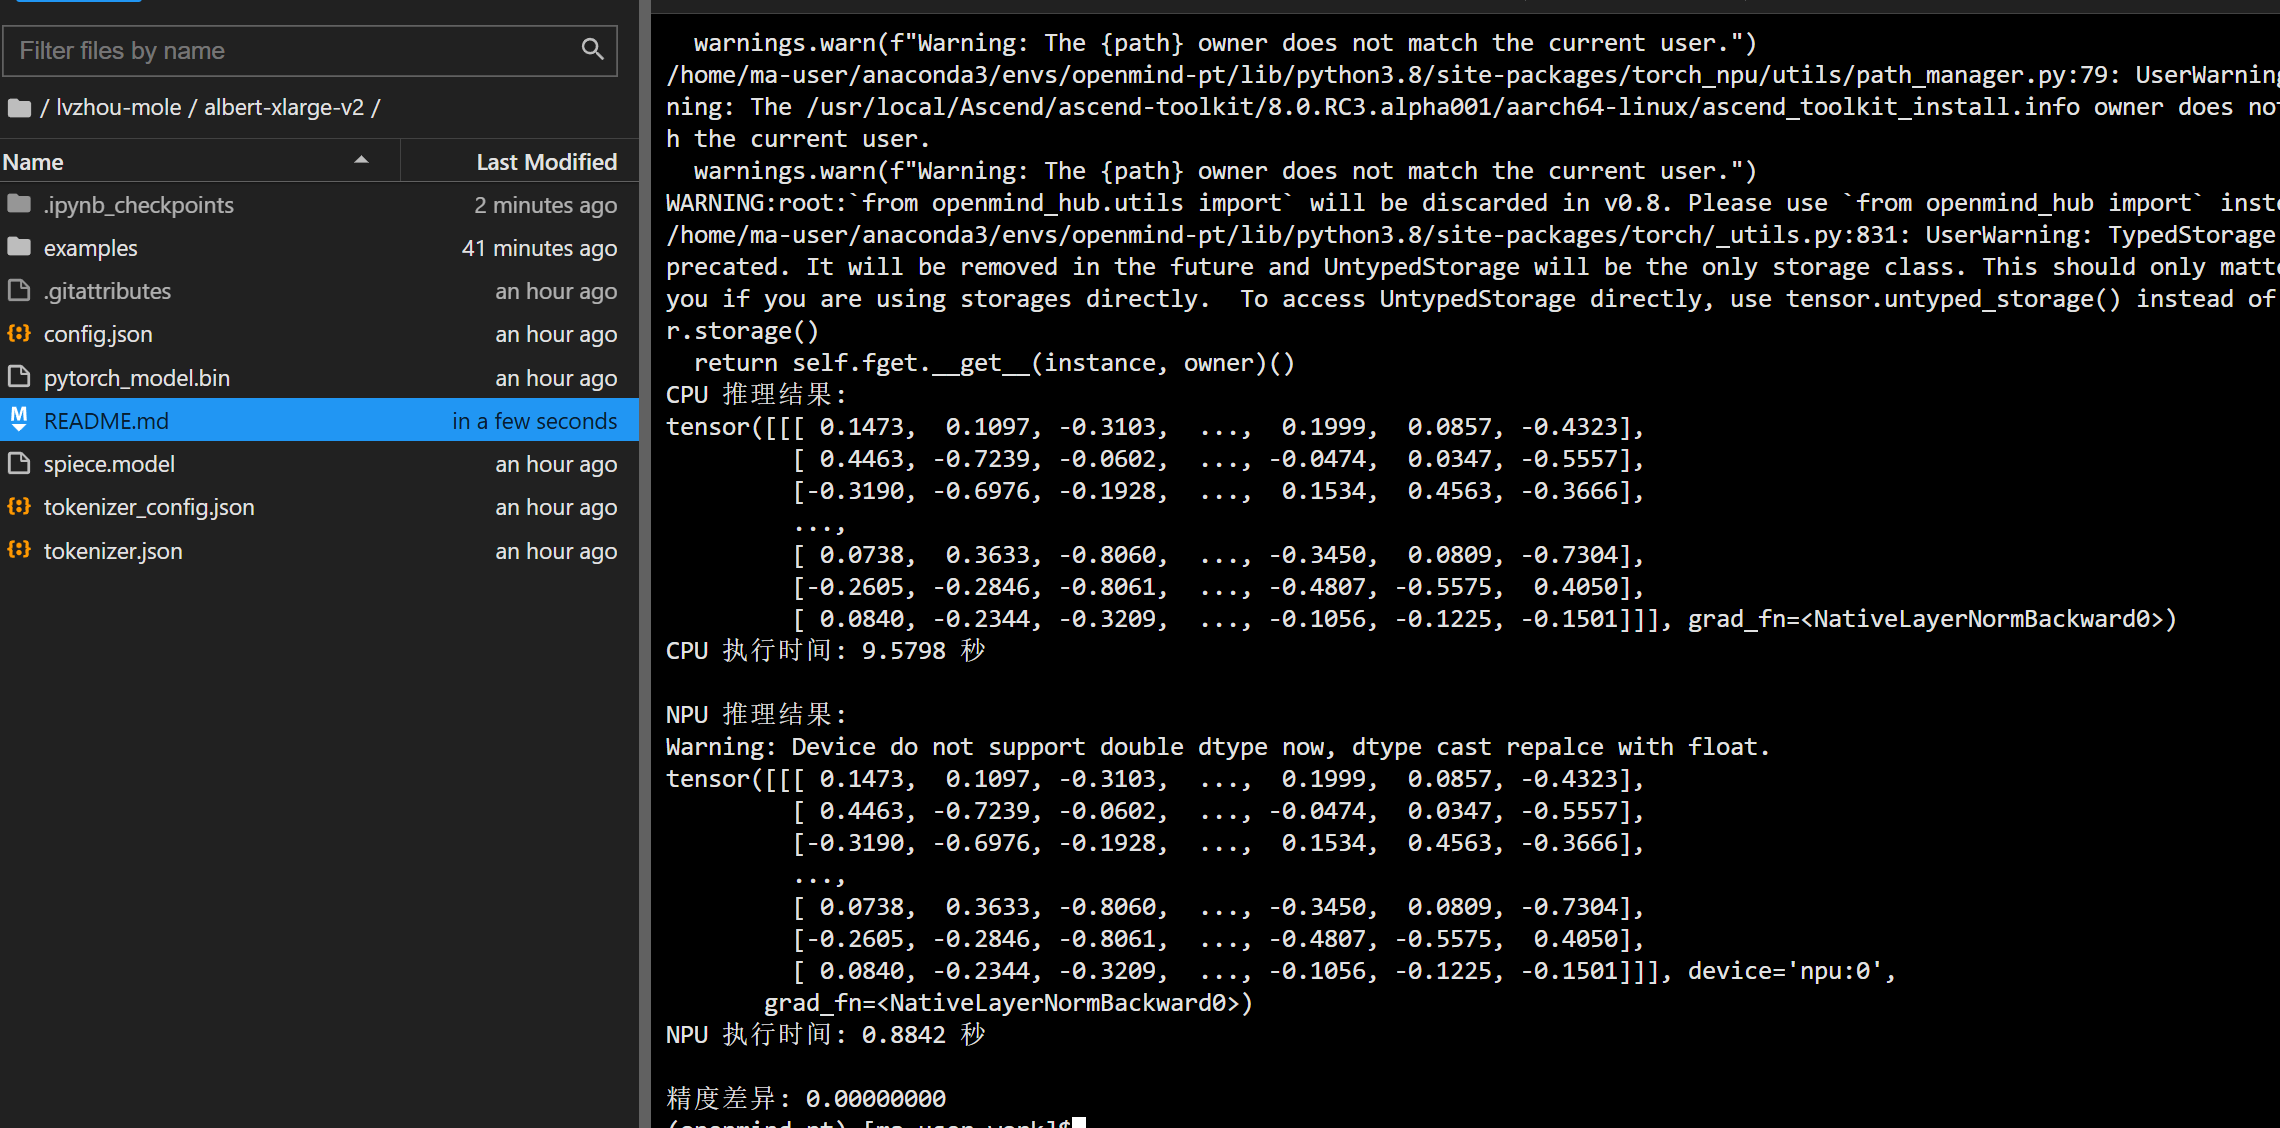 Filter files by name
/ lvzhou-mole / albert-xlarge-v2 /
Name Last Modified
.ipynb_checkpoints 2 minutes ago
examples 41 minutes ago
.gitattributes an hour ago
config.json an hour ago
pytorch_model.bin an hour ago
README.md in a few seconds
spiece.model an hour ago
tokenizer_config.json an hour ago
tokenizer.json an hour ago
warnings.warn(f"Warning: The {path} owner does not match the current user.")
/home/ma-user/anaconda3/envs/openmind-pt/lib/python3.8/site-packages/torch_npu/utils/path_manager.py:79: UserWarning
ning: The /usr/local/Ascend/ascend-toolkit/8.0.RC3.alpha001/aarch64-linux/ascend_toolkit_install.info owner does no
h the current user.
warnings.warn(f"Warning: The {path} owner does not match the current user.")
WARNING:root:`from openmind_hub.utils import` will be discarded in v0.8. Please use `from openmind_hub import` inst
/home/ma-user/anaconda3/envs/openmind-pt/lib/python3.8/site-packages/torch/_utils.py:831: UserWarning: TypedStorage
precated. It will be removed in the future and UntypedStorage will be the only storage class. This should only matt
you if you are using storages directly.  To access UntypedStorage directly, use tensor.untyped_storage() instead of
r.storage()
return self.fget.__get__(instance, owner)()
CPU 推理结果:
tensor([[[ 0.1473,  0.1097, -0.3103,  ...,  0.1999,  0.0857, -0.4323],
[ 0.4463, -0.7239, -0.0602,  ..., -0.0474,  0.0347, -0.5557],
[-0.3190, -0.6976, -0.1928,  ...,  0.1534,  0.4563, -0.3666],
...,
[ 0.0738,  0.3633, -0.8060,  ..., -0.3450,  0.0809, -0.7304],
[-0.2605, -0.2846, -0.8061,  ..., -0.4807, -0.5575,  0.4050],
[ 0.0840, -0.2344, -0.3209,  ..., -0.1056, -0.1225, -0.1501]]], grad_fn=<NativeLayerNormBackward0>)
CPU 执行时间: 9.5798 秒
NPU 推理结果:
Warning: Device do not support double dtype now, dtype cast repalce with float.
tensor([[[ 0.1473,  0.1097, -0.3103,  ...,  0.1999,  0.0857, -0.4323],
[ 0.4463, -0.7239, -0.0602,  ..., -0.0474,  0.0347, -0.5557],
[-0.3190, -0.6976, -0.1928,  ...,  0.1534,  0.4563, -0.3666],
...,
[ 0.0738,  0.3633, -0.8060,  ..., -0.3450,  0.0809, -0.7304],
[-0.2605, -0.2846, -0.8061,  ..., -0.4807, -0.5575,  0.4050],
[ 0.0840, -0.2344, -0.3209,  ..., -0.1056, -0.1225, -0.1501]]], device='npu:0',
grad_fn=<NativeLayerNormBackward0>)
NPU 执行时间: 0.8842 秒
精度差异: 0.00000000